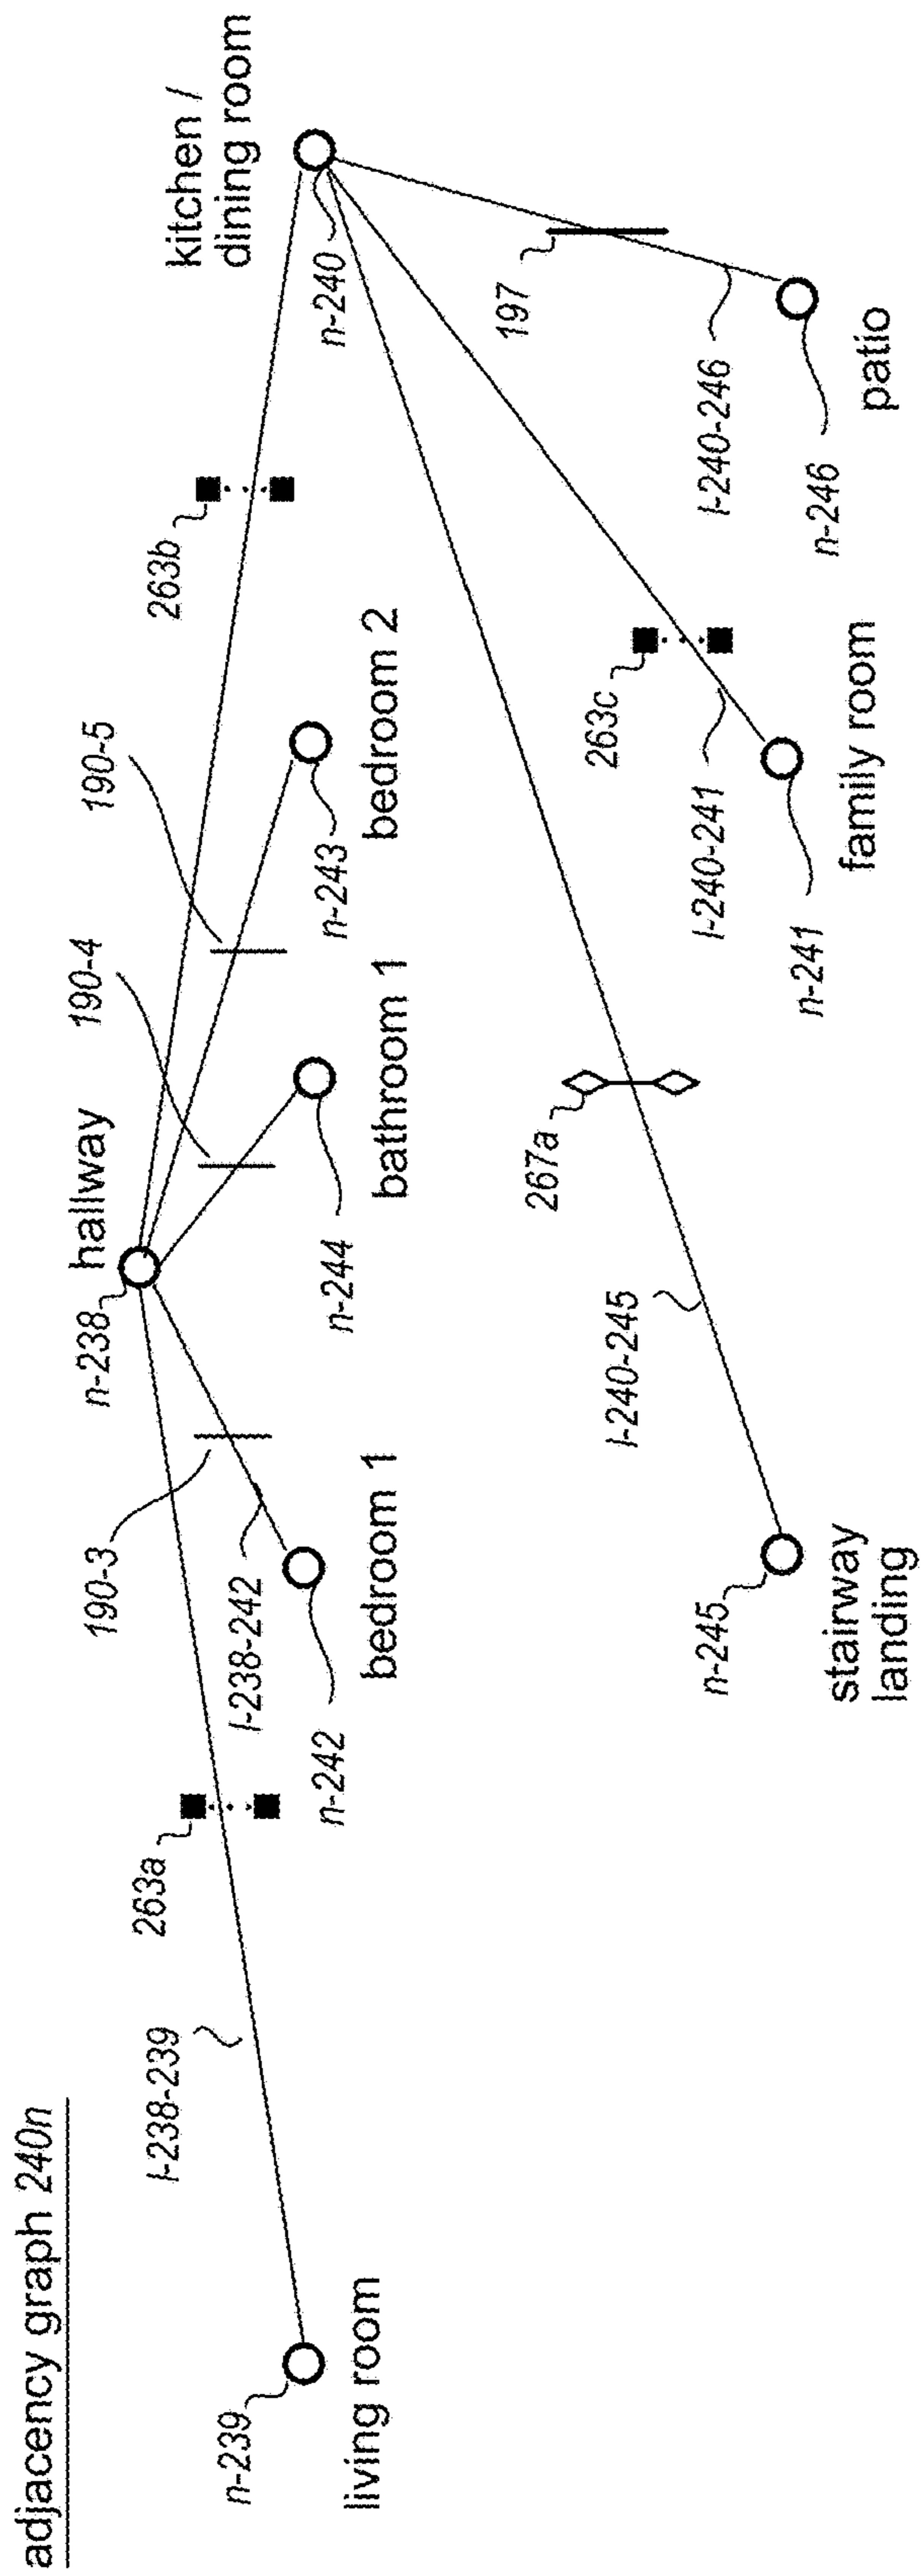 adjacency graph 240n
n-238
hallway
190-3
190-4
190-5
263a
263b
kitchen /
dining room
l-238-239
l-238-242
n-239
living room
n-242
bedroom 1
n-244
bathroom 1
n-243
bedroom 2
n-240
267a
263c
197
l-240-245
l-240-241
l-240-246
n-245
stairway
landing
n-241
family room
n-246
patio